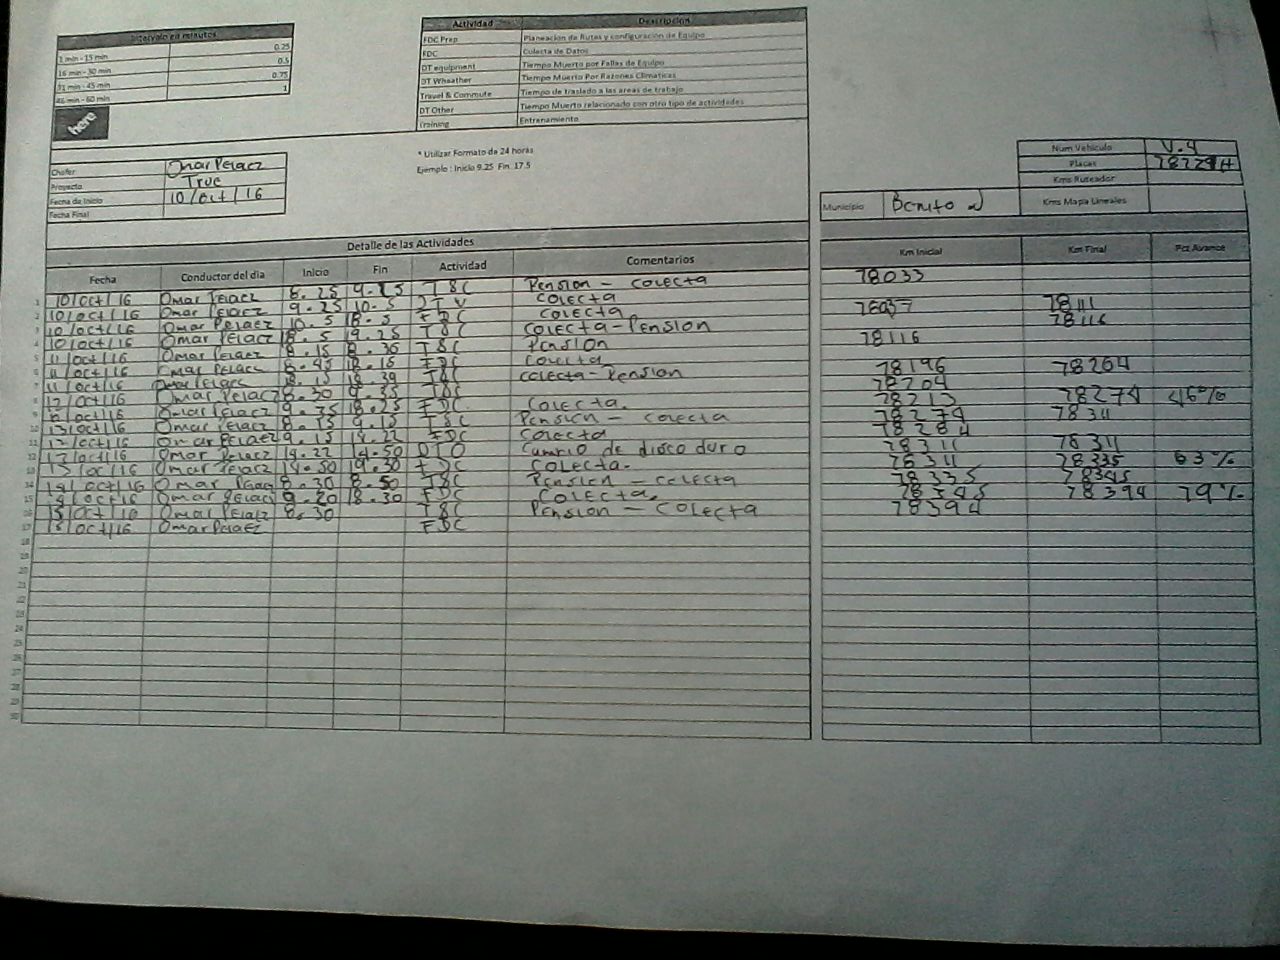 Intervalo en minutos
1 min - 15 min 0.25
16 min - 30 min 0.5
31 min - 45 min 0.75
46 min - 60 min 1
here
Actividad Descripcion
FDC Prep Planeacion de Rutas y configuracion de Equipo
FDC Colecta de Datos
DT equipment Tiempo Muerto por Fallas de Equipo
DT Wheather Tiempo Muerto Por Razones Climaticas
Travel & Commute Tiempo de traslado a las areas de trabajo
DT Other Tiempo Muerto relacionado con otro tipo de actividades
Training Entrenamiento
* Utilizar Formato de 24 horas
Ejemplo : Inicio 9.25 Fin 17.5
Chofer Omar Pelaez
Proyecto True
Fecha de Inicio 10/oct/16
Fecha Final
Num Vehiculo V.4
Placas
Kms Ruteador
Municipio Benito J Kms Mapa Lineales
Detalle de las Actividades
Fecha Conductor del dia Inicio Fin Actividad Comentarios Km Inicial Km Final Pct Avance
1 10/oct/16 Omar Pelaez 8.25 9.25 T&C Pension - colecta 78033
2 10/oct/16 Omar Pelaez 9.25 10.5 colecta
3 10/oct/16 Omar Pelaez 10.5 18.5 FDC colecta 78111
4 10/oct/16 Omar Pelaez 18.5 19.25 T&C colecta-Pension 78116
5 11/oct/16 Omar Pelaez 8.15 T&C Pension 78116
6 11/oct/16 Omar Pelaez 8.45 18.15 FDC colecta 78196 78204
7 11/oct/16 Omar Pelaez 18.15 18.39 T&C colecta-Pension 78204
8 12/oct/16 Omar Pelaez 8.30 9.35 T&C 78213 78274 46%
9 Omar Pelaez 9.35 18.25 FDC Colecta. 78274 78311
10 13/oct/16 Omar Pelaez 8.15 9.15 T&C Pension - colecta 78284
11 13/oct/16 Omar Pelaez 9.15 14.22 FDC colecta 78311 78311
12 13/oct/16 Omar Pelaez 14.22 14.50 DTO Cambio de disco duro 78311 78335 63%
13 13/oct/16 Omar Pelaez 14.50 19.30 FDC Colecta. 78335 78345
14 14/oct/16 Omar Pelaez 8.30 8.50 T&C Pension - colecta 78345 78394 79%
15 14/oct/16 Omar Pelaez 9.20 18.30 FDC Colecta. 78394
16 15/oct/16 Omar Pelaez 8.30 T&C Pension - Colecta
17 15/oct/16 Omar Pelaez FDC
18
19
20
21
22
23
24
25
26
27
28
29
30